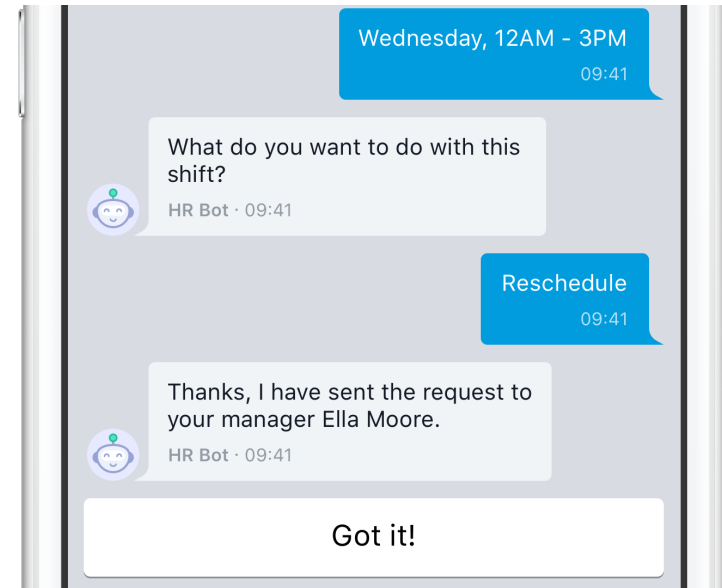 Wednesday, 12AM - 3PM
09:41
What do you want to do with this
shift?
HR Bot · 09:41
Reschedule
09:41
Thanks, I have sent the request to
your manager Ella Moore.
HR Bot · 09:41
Got it!